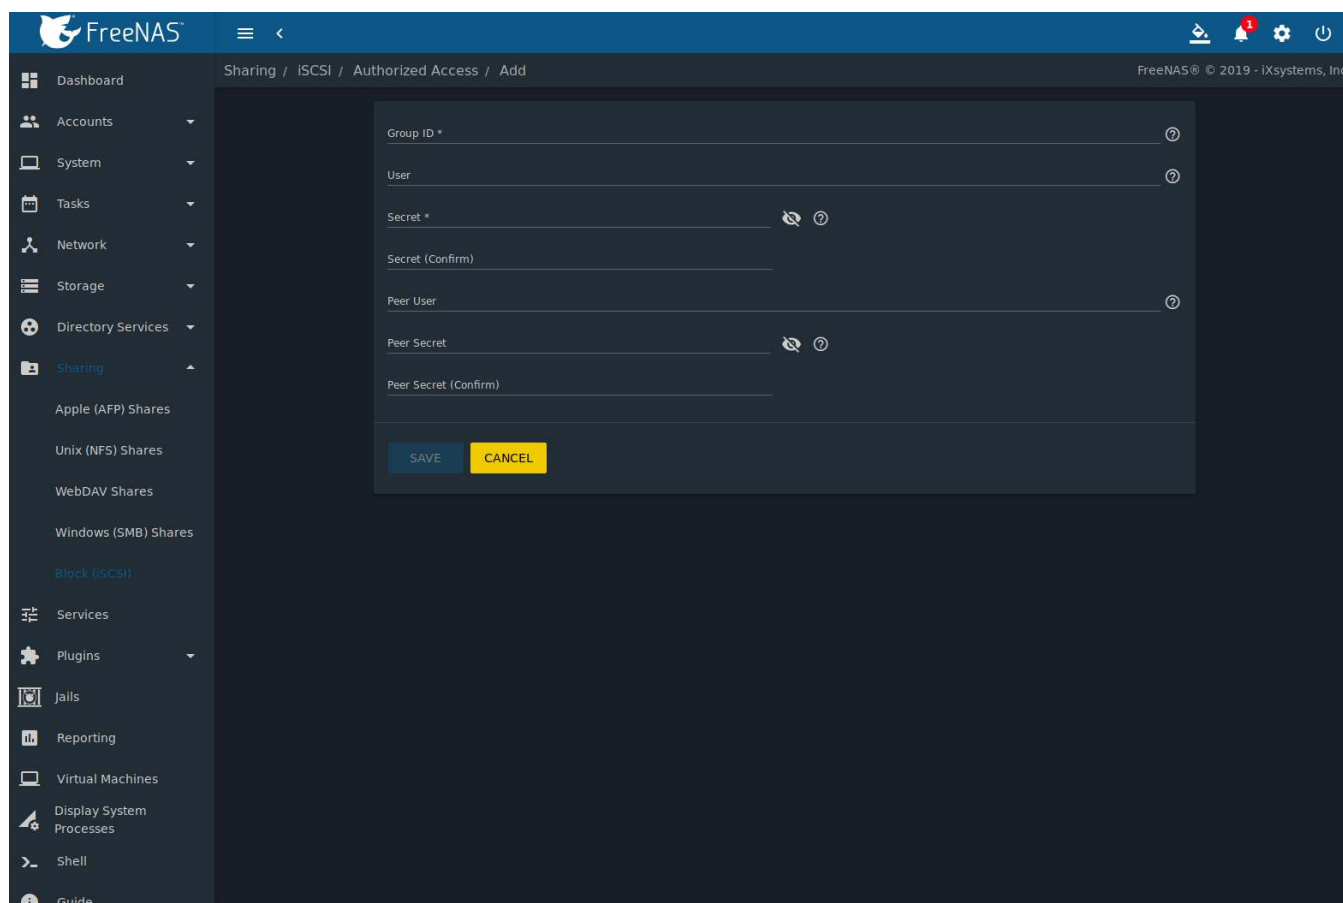 FreeNAS
1
Sharing / iSCSI / Authorized Access / Add
FreeNAS® © 2019 - iXsystems, Inc
Dashboard
Accounts
System
Tasks
Network
Storage
Directory Services
Sharing
Apple (AFP) Shares
Unix (NFS) Shares
WebDAV Shares
Windows (SMB) Shares
Block (iSCSI)
Services
Plugins
Jails
Reporting
Virtual Machines
Display System
Processes
Shell
Guide
Group ID *
User
Secret *
Secret (Confirm)
Peer User
Peer Secret
Peer Secret (Confirm)
SAVE
CANCEL